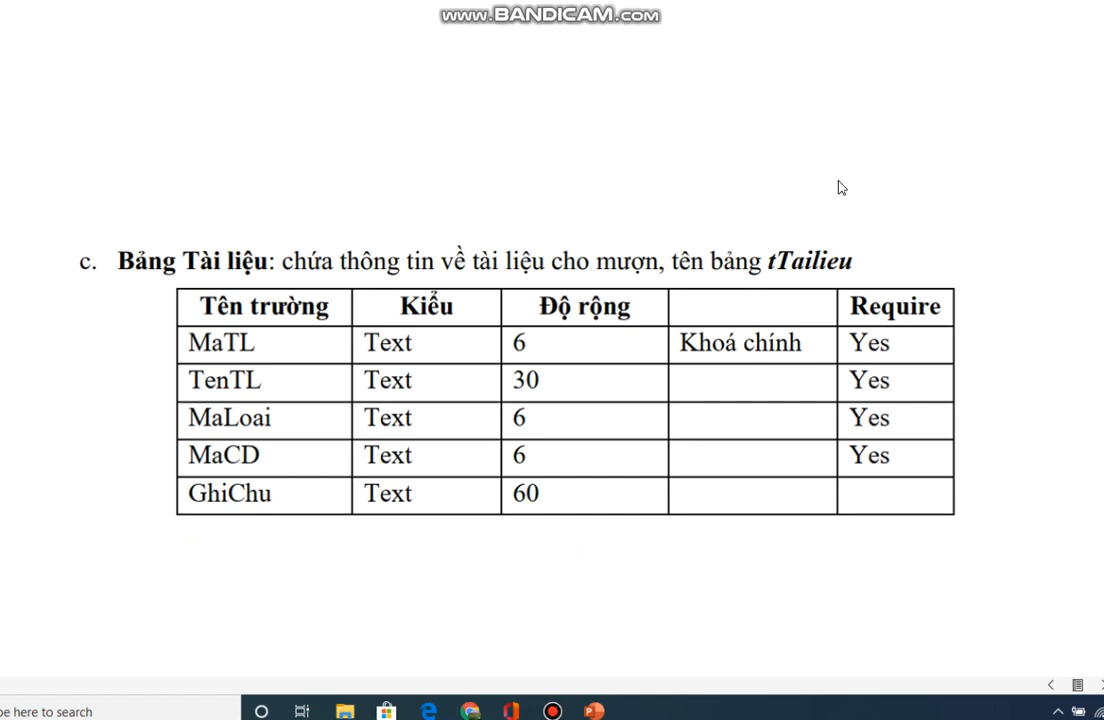 www.BANDICAM.com
c. Bảng Tài liệu: chứa thông tin về tài liệu cho mượn, tên bảng tTailieu
Tên trường Kiểu Độ rộng Require
MaTL Text 6 Khoá chính Yes
TenTL Text 30 Yes
MaLoai Text 6 Yes
MaCD Text 6 Yes
GhiChu Text 60
pe here to search